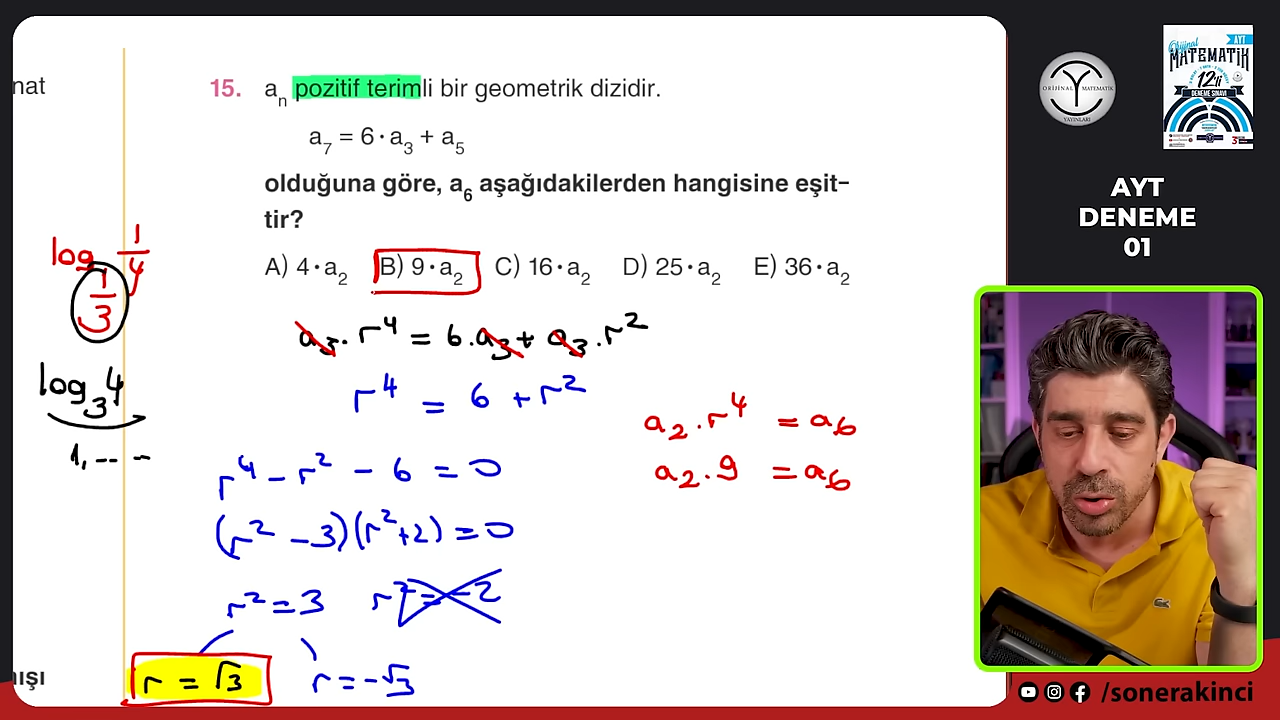 nat
15. aₙ pozitif terimli bir geometrik dizidir.
a₇ = 6 · a₃ + a₅
olduğuna göre, a₆ aşağıdakilerden hangisine eşit-
tir?
A) 4 · a₂ B) 9 · a₂ C) 16 · a₂ D) 25 · a₂ E) 36 · a₂
a₃ · r⁴ = 6 · a₃ + a₃ · r²
r⁴ = 6 + r²
r⁴ - r² - 6 = 0
(r² - 3)(r² + 2) = 0
r² = 3 r² = -2
r = √3 r = -√3
a₂ · r⁴ = a₆
a₂ · 9 = a₆
log 1/3 1/4
log₃4
1, -- -
ışı
ORİJİNAL MATEMATİK
YAYINLARI
Orijinal
AYT
MATEMATİK
12'li
DENEME SINAVI
AYT
DENEME
01
/sonerakinci